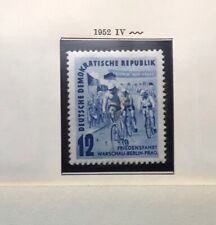 1952 IV
DEUTSCHE DEMOKRATISCHE REPUBLIK
12
FRIEDENSFAHRT
WARSCHAU-BERLIN-PRAG